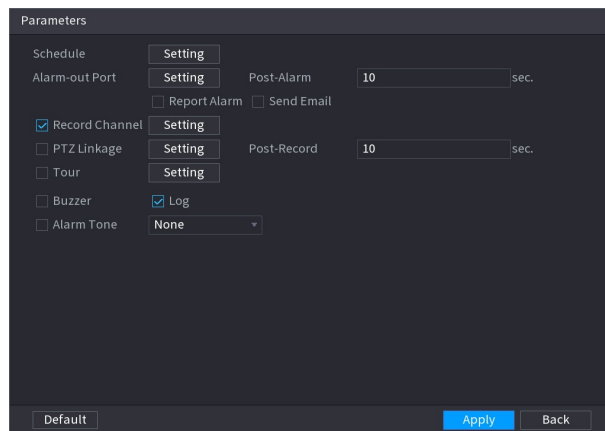 Parameters
Schedule Setting
Alarm-out Port Setting Post-Alarm 10 sec.
Report Alarm Send Email
Record Channel Setting
PTZ Linkage Setting Post-Record 10 sec.
Tour Setting
Buzzer Log
Alarm Tone None
Default Apply Back